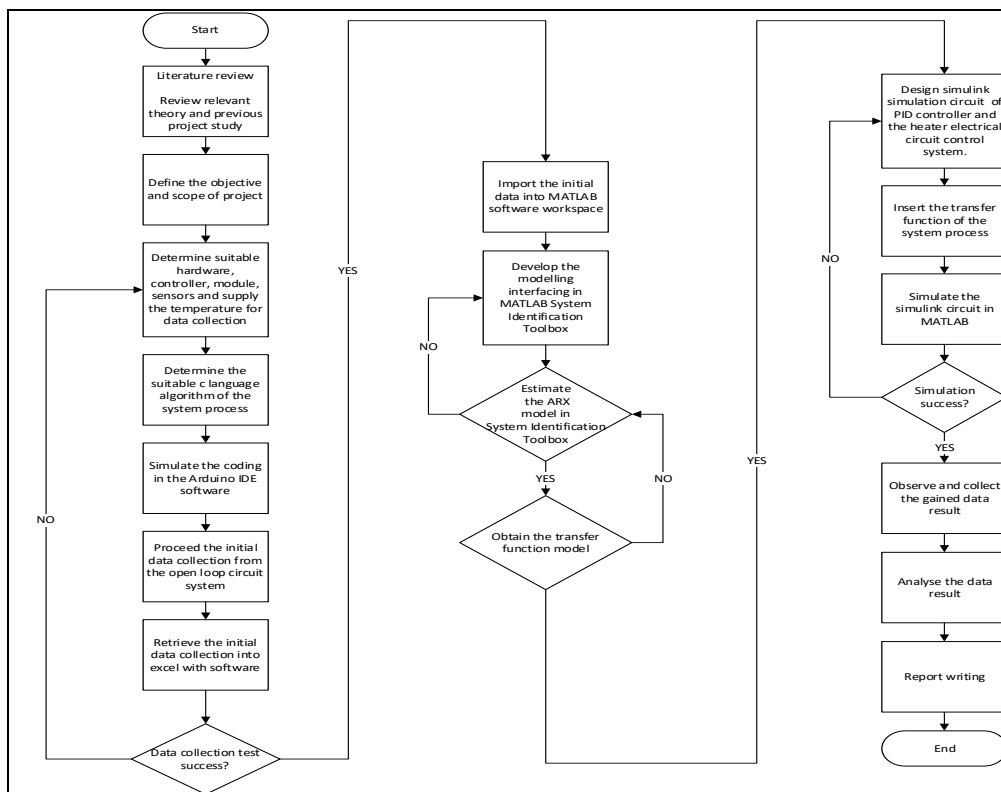 Start
Literature review
Review relevant
theory and previous
project study
Define the objective
and scope of project
Determine suitable
hardware,
controller, module,
sensors and supply
the temperature for
data collection
Determine the
suitable c language
algorithm of the
system process
Simulate the coding
in the Arduino IDE
software
NO
Proceed the initial
data collection from
the open loop circuit
system
Retrieve the initial
data collection into
excel with software
Data collection test
success?
YES
Import the initial
data into MATLAB
software workspace
Develop the
modelling
interfacing in
MATLAB System
Identification
Toolbox
NO
Estimate
the ARX
model in
System Identification
Toolbox
YES
NO
Obtain the transfer
function model
YES
Design simulink
simulation circuit of
PID controller and
the heater electrical
circuit control
system.
Insert the transfer
function of the
system process
NO
Simulate the
simulink circuit in
MATLAB
Simulation
success?
YES
Observe and collect
the gained data
result
Analyse the data
result
Report writing
End